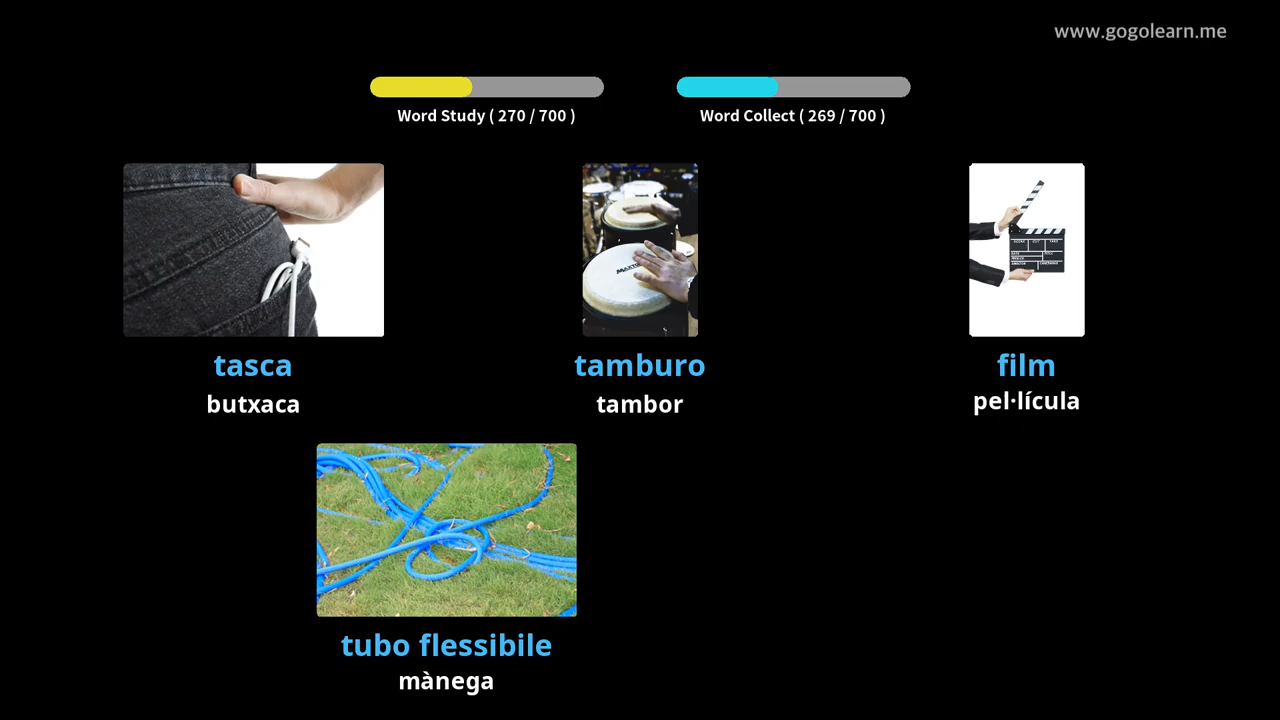 www.gogolearn.me
Word Study ( 270 / 700 )
Word Collect ( 269 / 700 )
tasca
butxaca
tamburo
tambor
film
pel·lícula
tubo flessibile
mànega